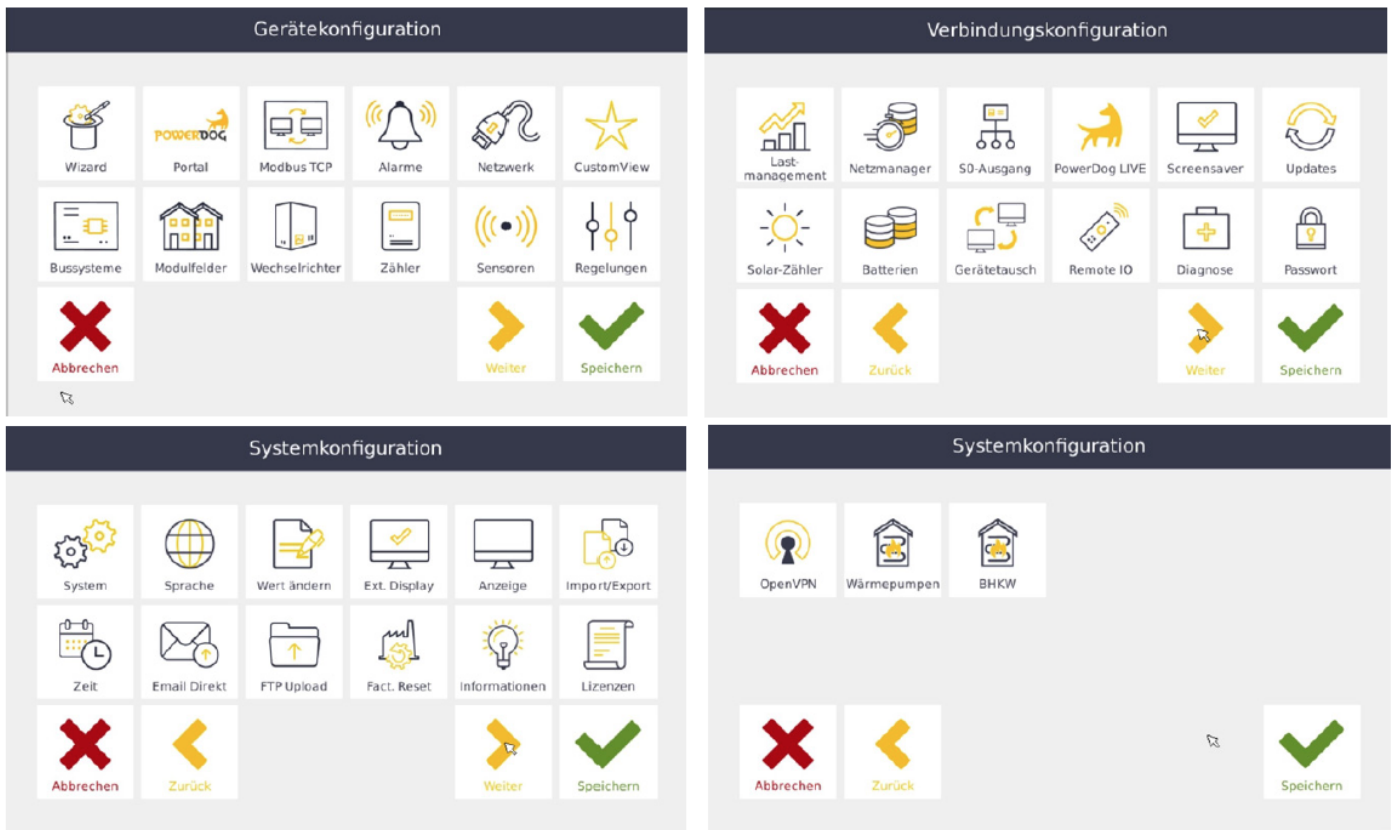 Gerätekonfiguration
POWERDOG
Wizard Portal Modbus TCP Alarme Netzwerk CustomView
Bussysteme Modulfelder Wechselrichter Zähler Sensoren Regelungen
Abbrechen Weiter Speichern
Verbindungskonfiguration
Last-
management Netzmanager S0-Ausgang PowerDog LIVE Screensaver Updates
Solar-Zähler Batterien Gerätetausch Remote IO Diagnose Passwort
Abbrechen Zurück Weiter Speichern
Systemkonfiguration
System Sprache Wert ändern Ext. Display Anzeige Import/Export
Zeit Email Direkt FTP Upload Fact. Reset Informationen Lizenzen
Abbrechen Zurück Weiter Speichern
Systemkonfiguration
OpenVPN Wärmepumpen BHKW
Abbrechen Zurück Speichern